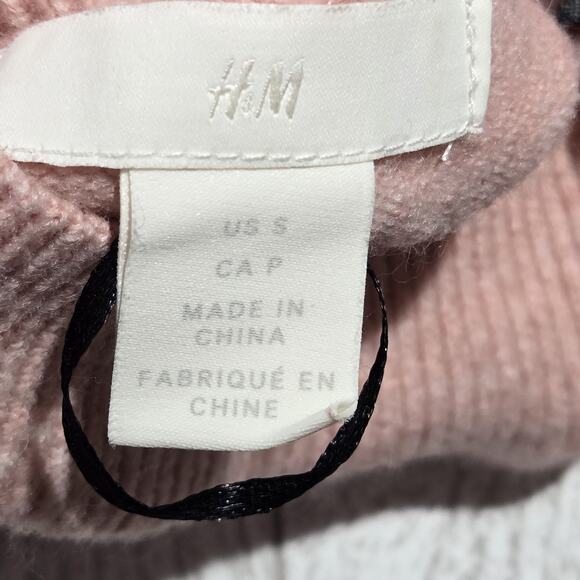 H&M
US S
CA P
MADE IN
CHINA
FABRIQUÉ EN
CHINE